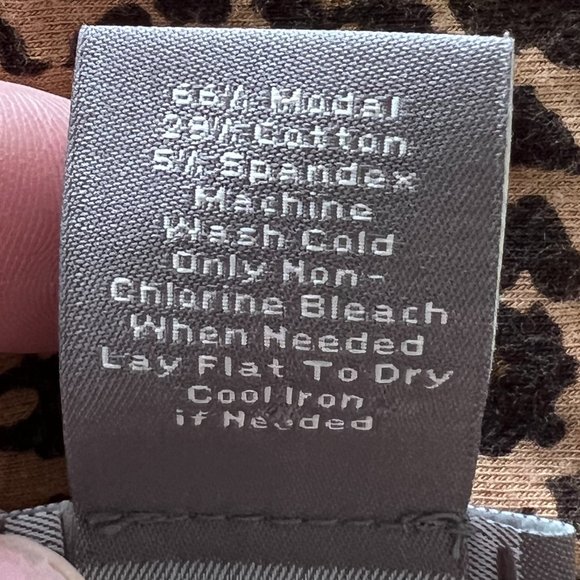 66% Modal
29% Cotton
5% Spandex
Machine
Wash Cold
Only Non-
Chlorine Bleach
When Needed
Lay Flat To Dry
Cool Iron
if Needed